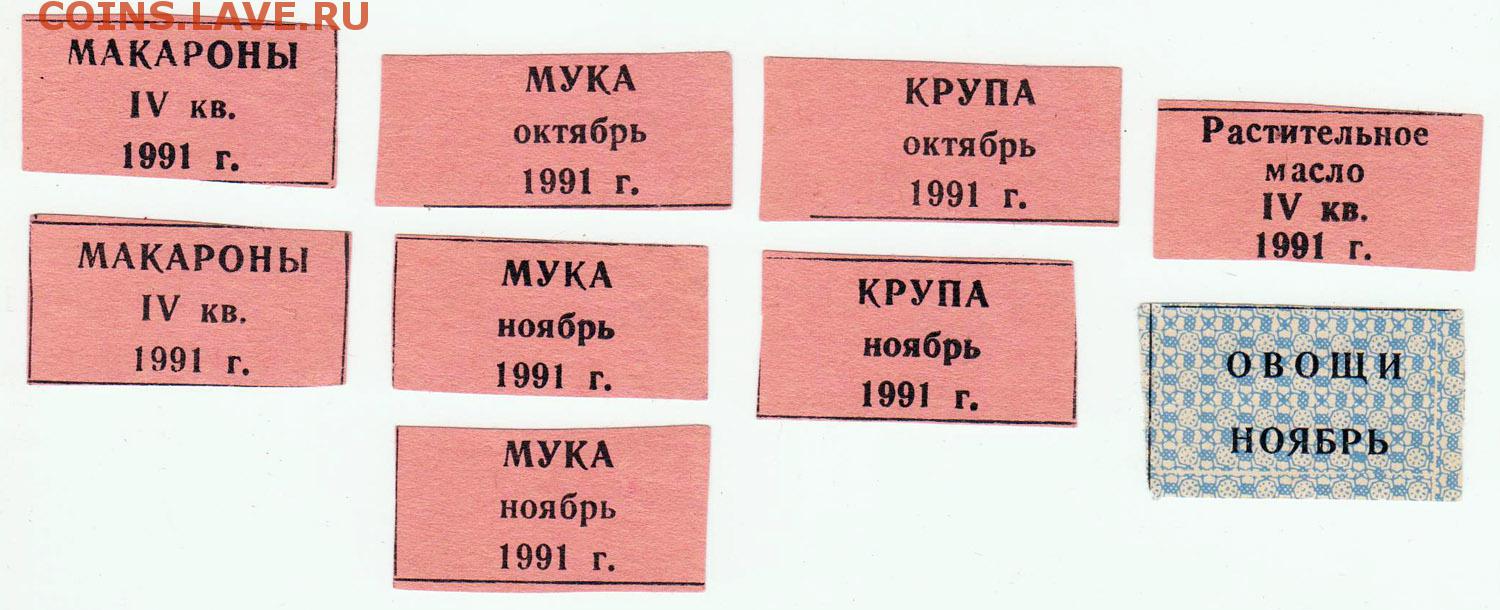 COINS.LAVE.RU
МАКАРОНЫ
IV кв.
1991 г.
МУКА
октябрь
1991 г.
КРУПА
октябрь
1991 г.
Растительное
масло
IV кв.
1991 г.
МАКАРОНЫ
IV кв.
1991 г.
МУКА
ноябрь
1991 г.
КРУПА
ноябрь
1991 г.
ОВОЩИ
НОЯБРЬ
МУКА
ноябрь
1991 г.